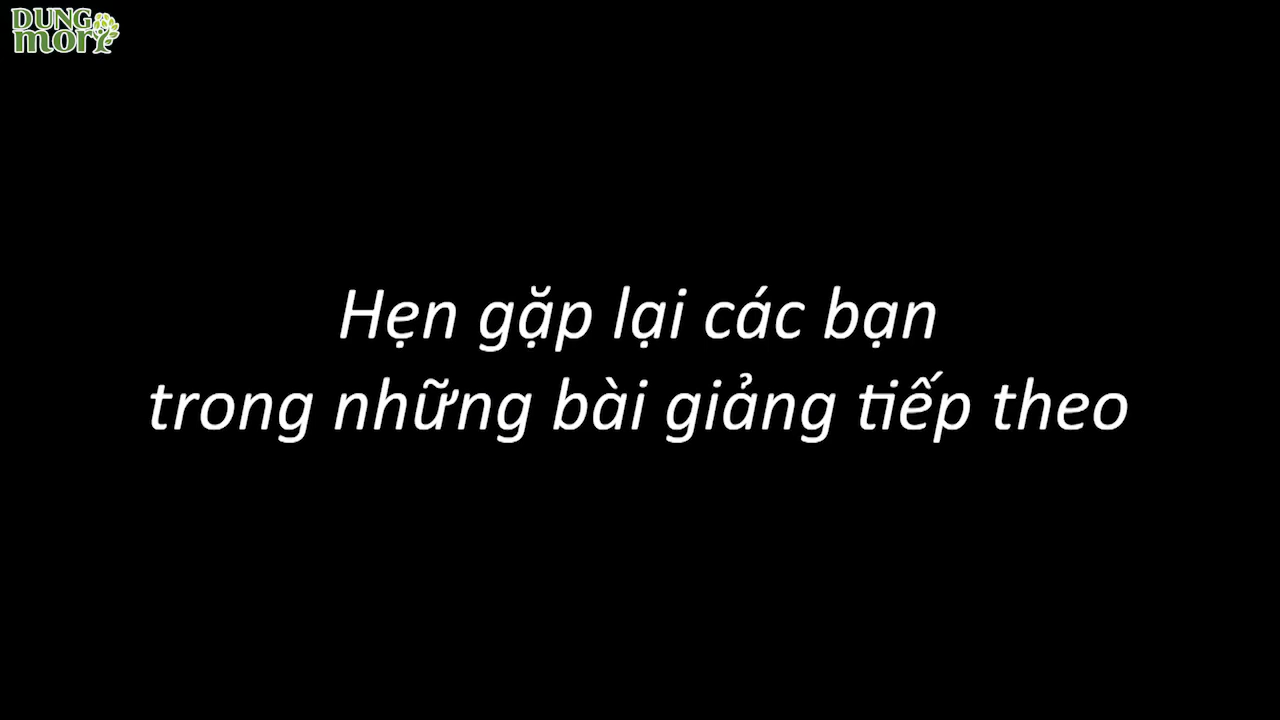 DUNG
mori
Hẹn gặp lại các bạn
trong những bài giảng tiếp theo